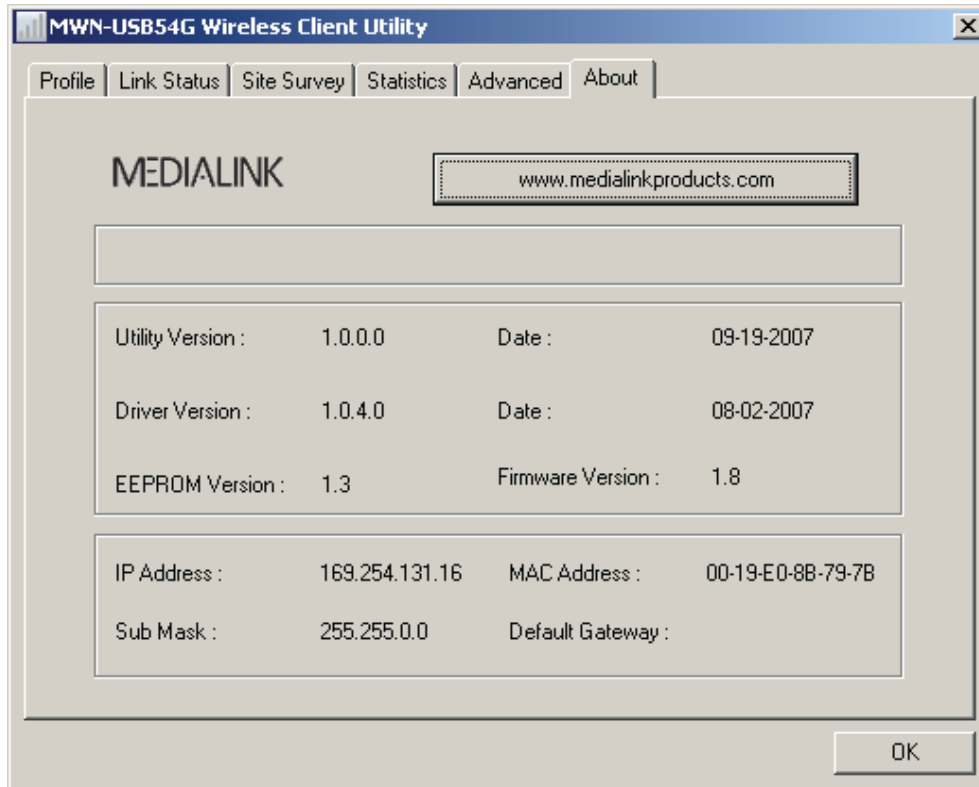 MWN-USB54G Wireless Client Utility
Profile Link Status Site Survey Statistics Advanced About
MEDIALINK www.medialinkproducts.com
Utility Version : 1.0.0.0 Date : 09-19-2007
Driver Version : 1.0.4.0 Date : 08-02-2007
EEPROM Version : 1.3 Firmware Version : 1.8
IP Address : 169.254.131.16 MAC Address : 00-19-E0-8B-79-7B
Sub Mask : 255.255.0.0 Default Gateway :
OK